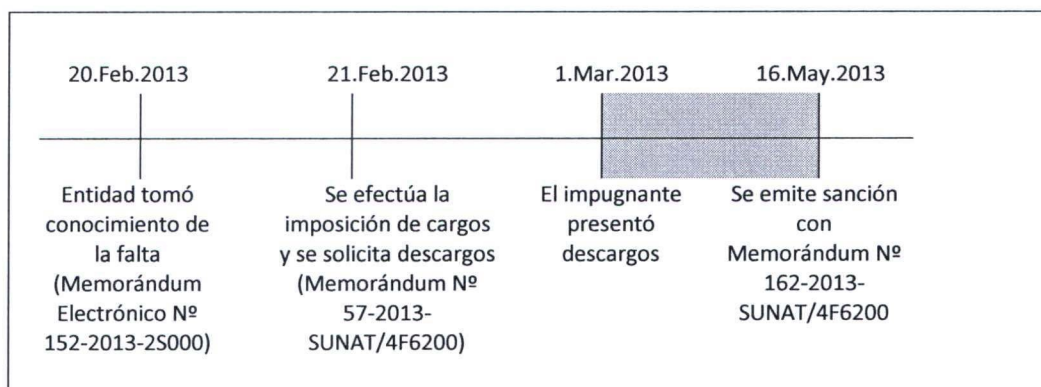 20.Feb.2013
21.Feb.2013
1.Mar.2013
16.May.2013
Entidad tomó
conocimiento de
la falta
(Memorándum
Electrónico Nº
152-2013-2S000)
Se efectúa la
imposición de cargos
y se solicita descargos
(Memorándum Nº
57-2013-
SUNAT/4F6200)
El impugnante
presentó
descargos
Se emite sanción
con
Memorándum Nº
162-2013-
SUNAT/4F6200